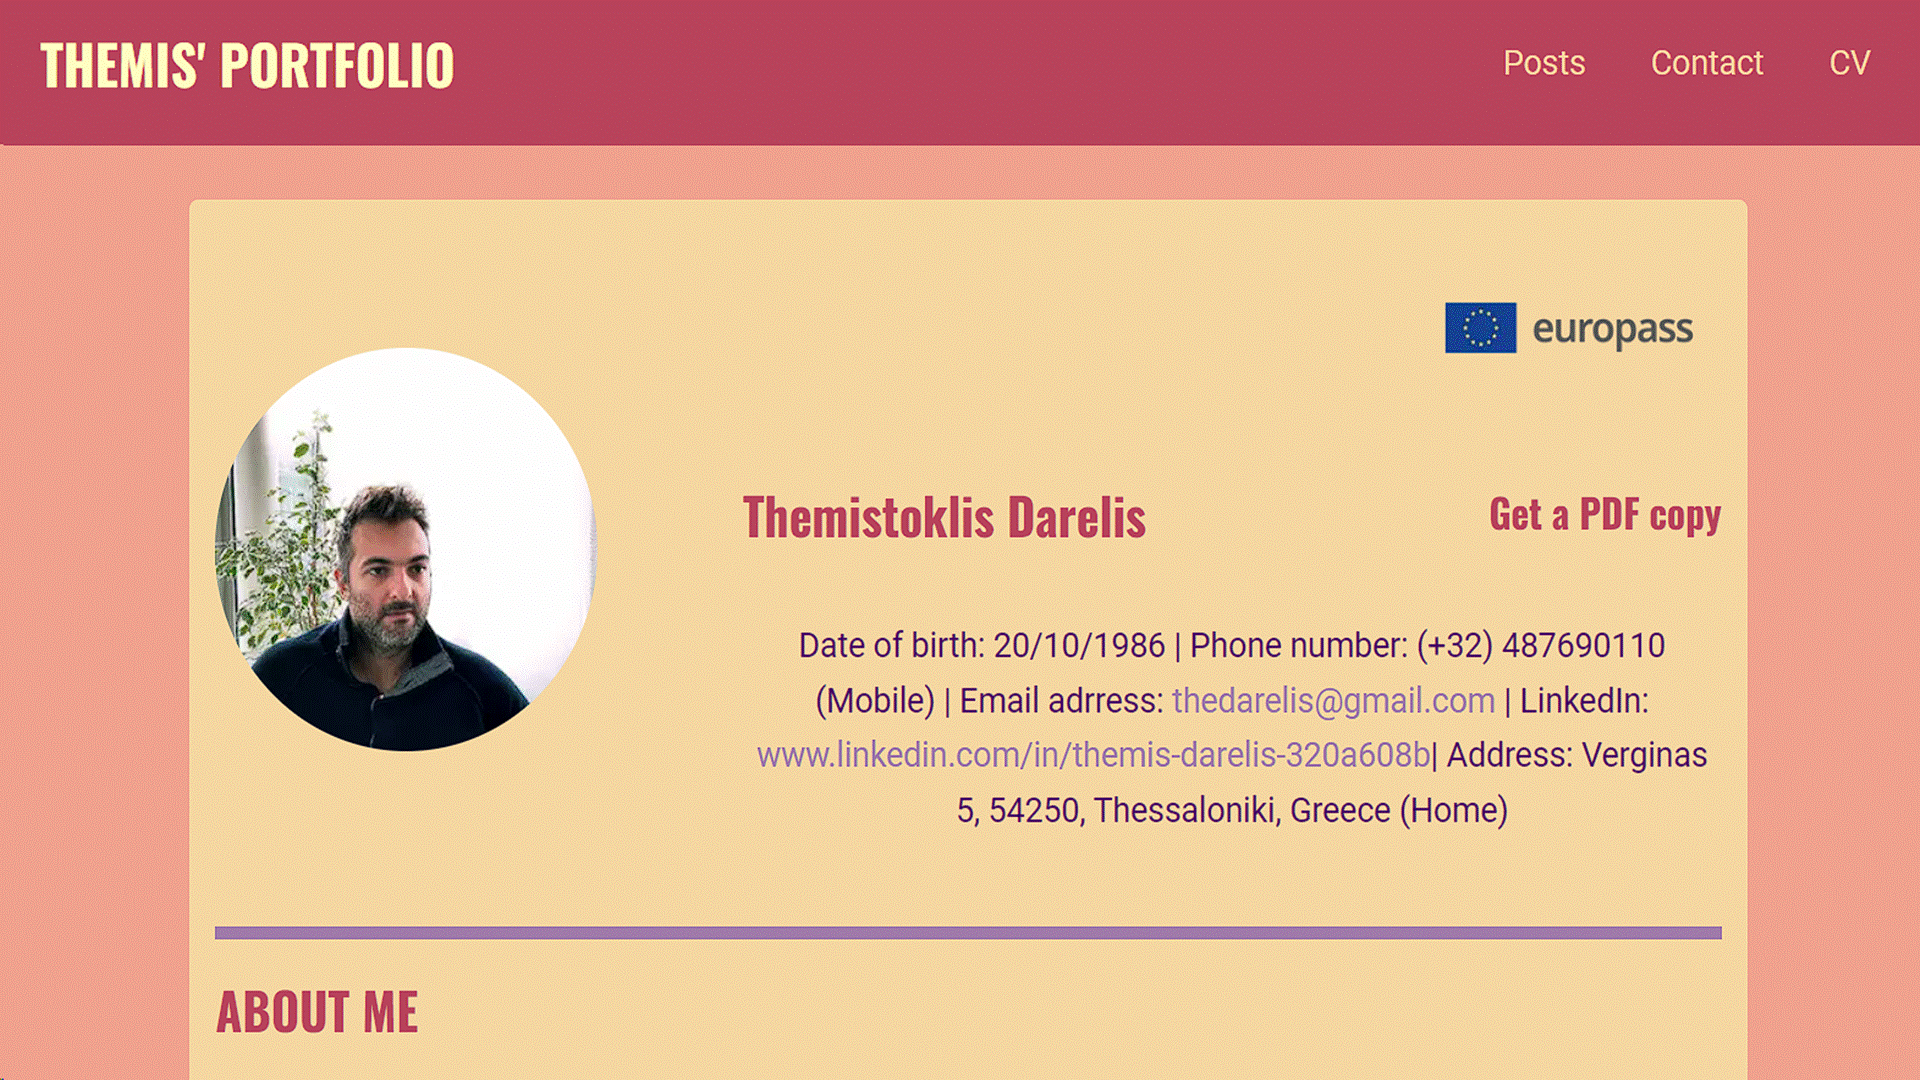 THEMIS' PORTFOLIO
Posts
Contact
CV
europass
Themistoklis Darelis
Get a PDF copy
Date of birth: 20/10/1986 | Phone number: (+32) 487690110
(Mobile) | Email adrress: thedarelis@gmail.com | LinkedIn:
www.linkedin.com/in/themis-darelis-320a608b| Address: Verginas
5, 54250, Thessaloniki, Greece (Home)
ABOUT ME